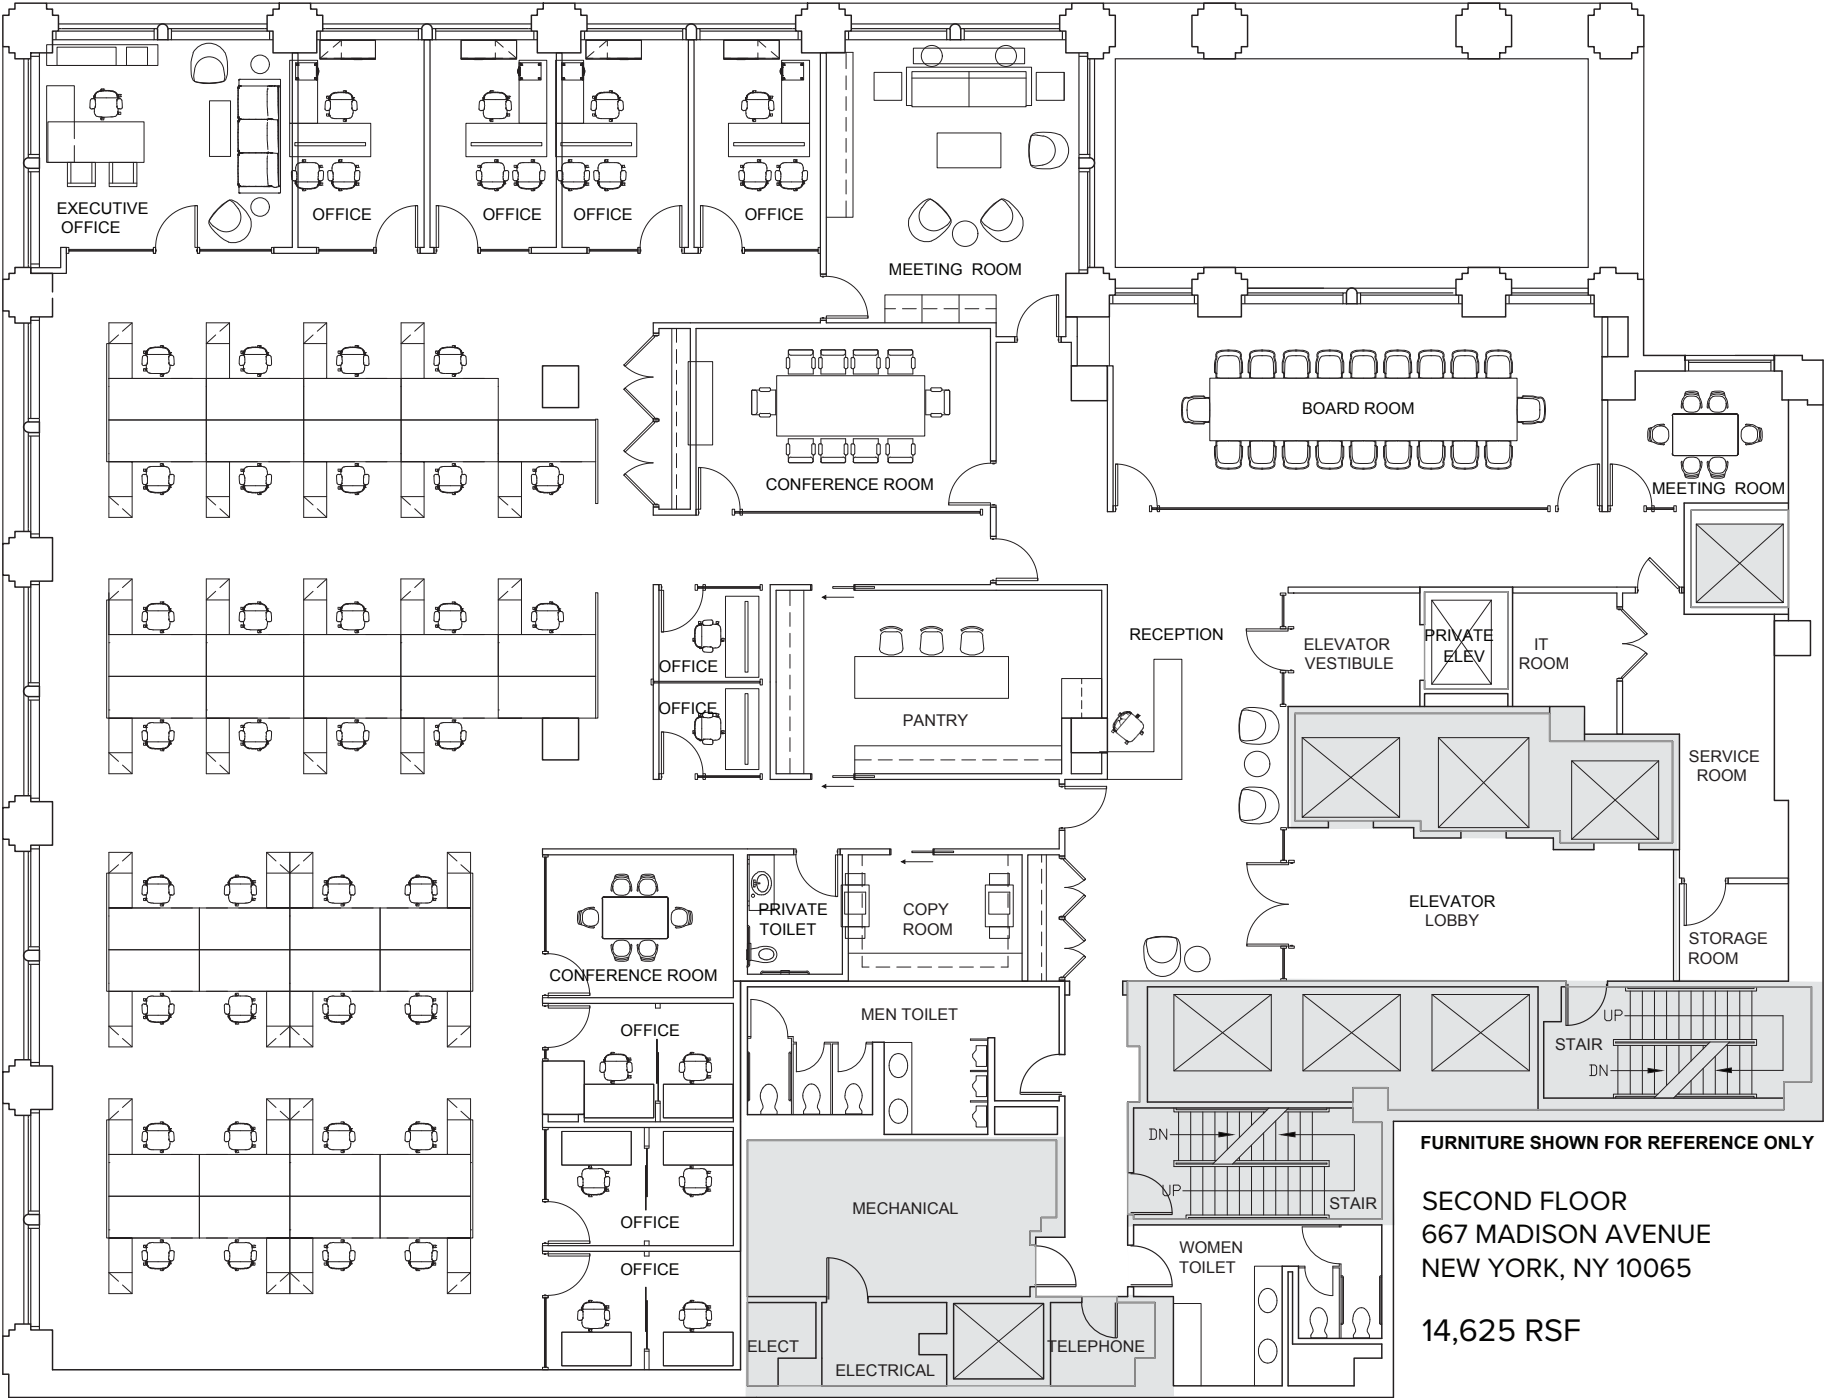 EXECUTIVE
OFFICE
OFFICE
OFFICE
OFFICE
OFFICE
MEETING ROOM
BOARD ROOM
CONFERENCE ROOM
MEETING ROOM
RECEPTION
OFFICE
OFFICE
PANTRY
ELEVATOR
VESTIBULE
PRIVATE
ELEV
IT
ROOM
SERVICE
ROOM
PRIVATE
TOILET
COPY
ROOM
ELEVATOR
LOBBY
STORAGE
ROOM
CONFERENCE ROOM
OFFICE
MEN TOILET
UP
STAIR
DN
DN
UP
STAIR
OFFICE
MECHANICAL
OFFICE
WOMEN
TOILET
ELECT
ELECTRICAL
TELEPHONE
FURNITURE SHOWN FOR REFERENCE ONLY
SECOND FLOOR
667 MADISON AVENUE
NEW YORK, NY 10065
14,625 RSF